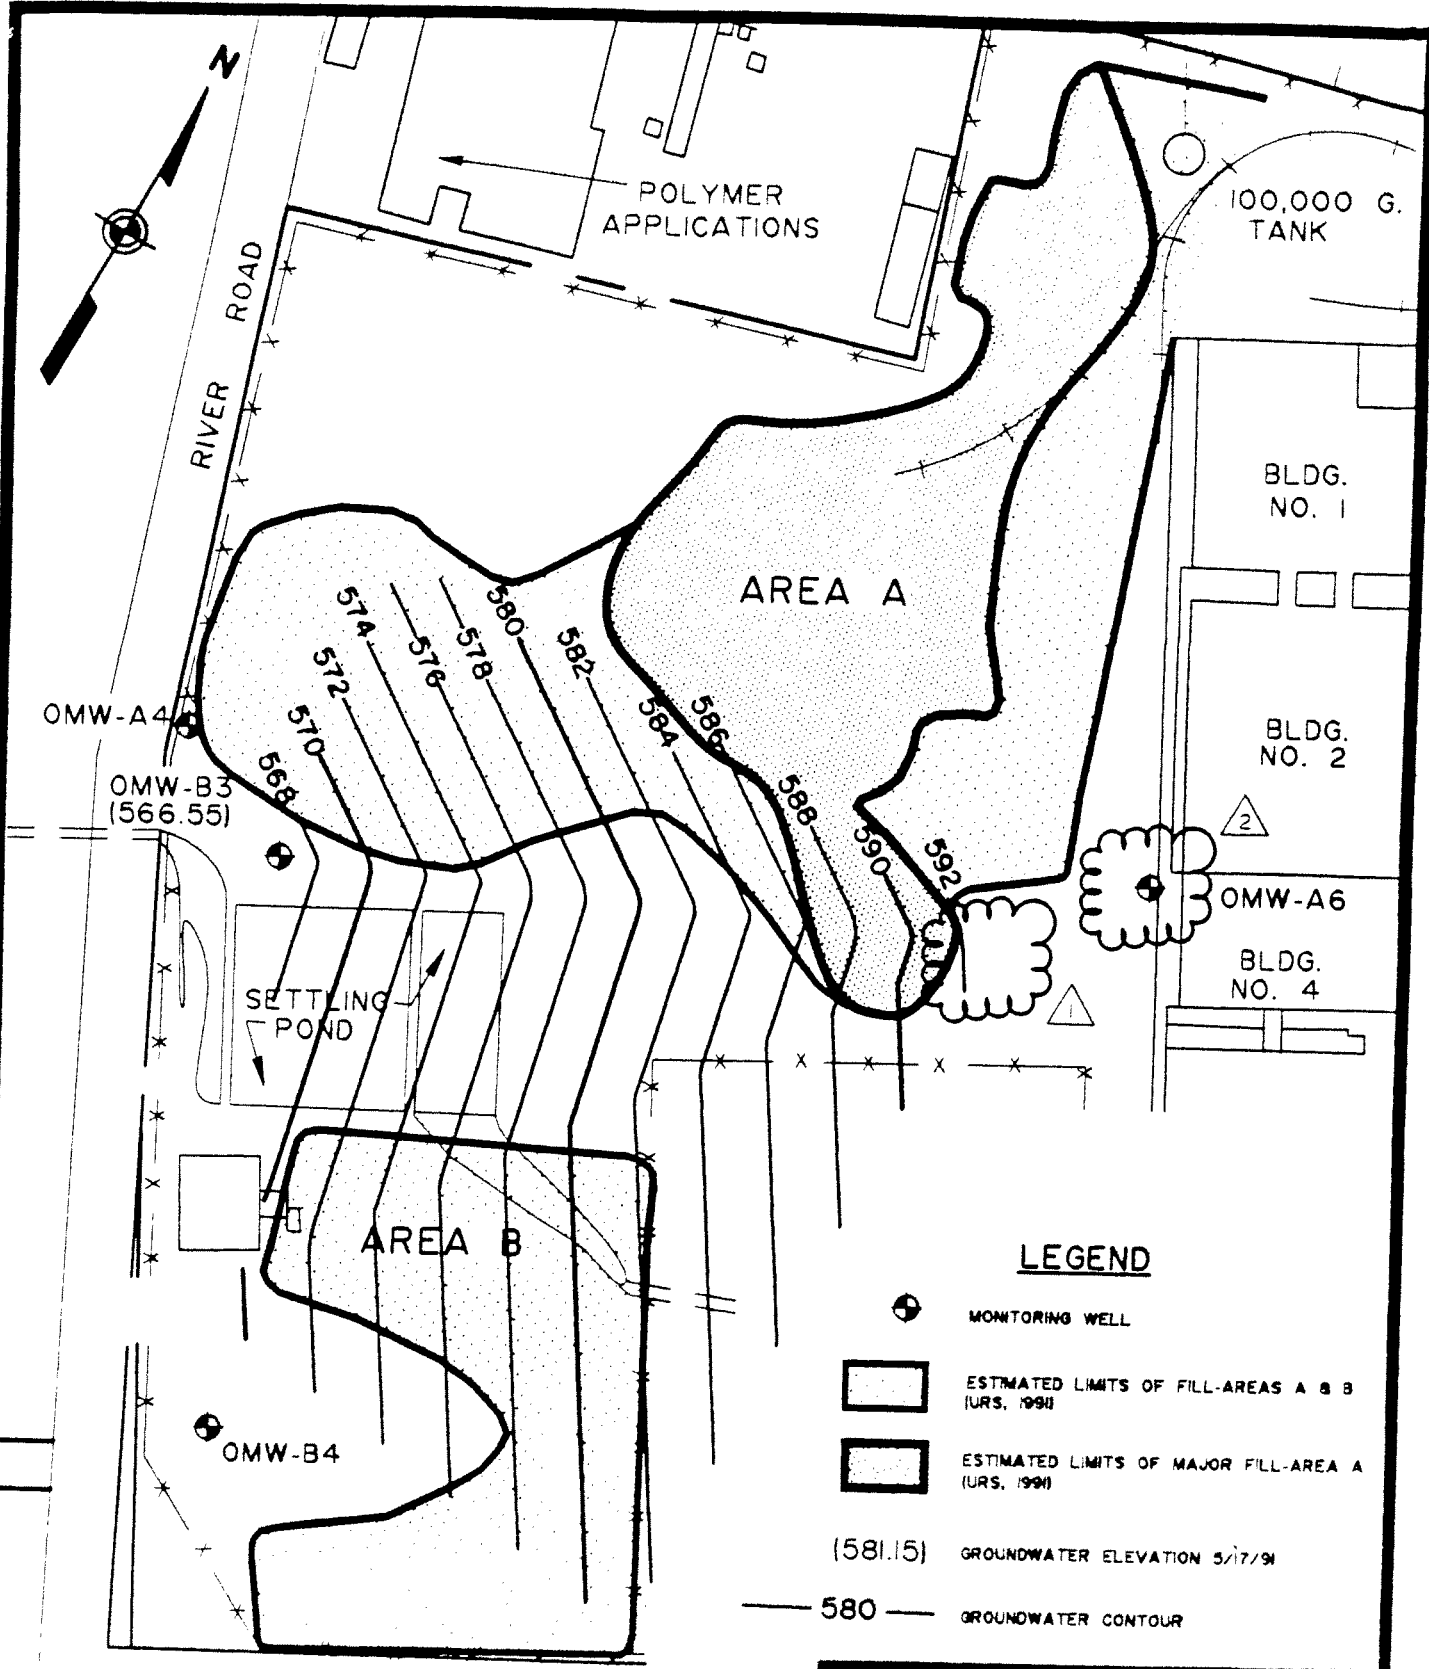 N
POLYMER
APPLICATIONS
100,000 G.
TANK
RIVER ROAD
BLDG.
NO. 1
AREA A
580
574
582
578
576
572
584
586
570
OMW-A4
BLDG.
NO. 2
568
OMW-B3
(566.55)
588
2
590
592
OMW-A6
BLDG.
NO. 4
SETTLING
POND
1
AREA B
LEGEND
MONITORING WELL
ESTIMATED LIMITS OF FILL-AREAS A & B
(URS, 1991)
OMW-B4
ESTIMATED LIMITS OF MAJOR FILL-AREA A
(URS, 1991)
(581.15) GROUNDWATER ELEVATION 5/17/91
580 GROUNDWATER CONTOUR